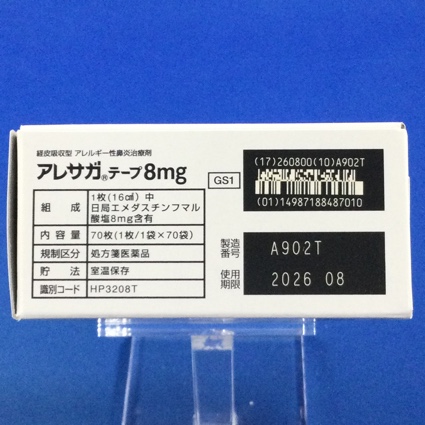 経皮吸収型 アレルギー性鼻炎治療剤
アレサガ®テープ8mg
GS1
組成 1枚(16㎠)中
日局エメダスチンフマル
酸塩8mg含有
内容量 70枚(1枚/1袋×70袋)
規制区分 処方箋医薬品
貯法 室温保存
識別コード HP3208T
(17)260800(10)A902T
(01)14987188487010
製造
番号 A902T
使用
期限 2026 08